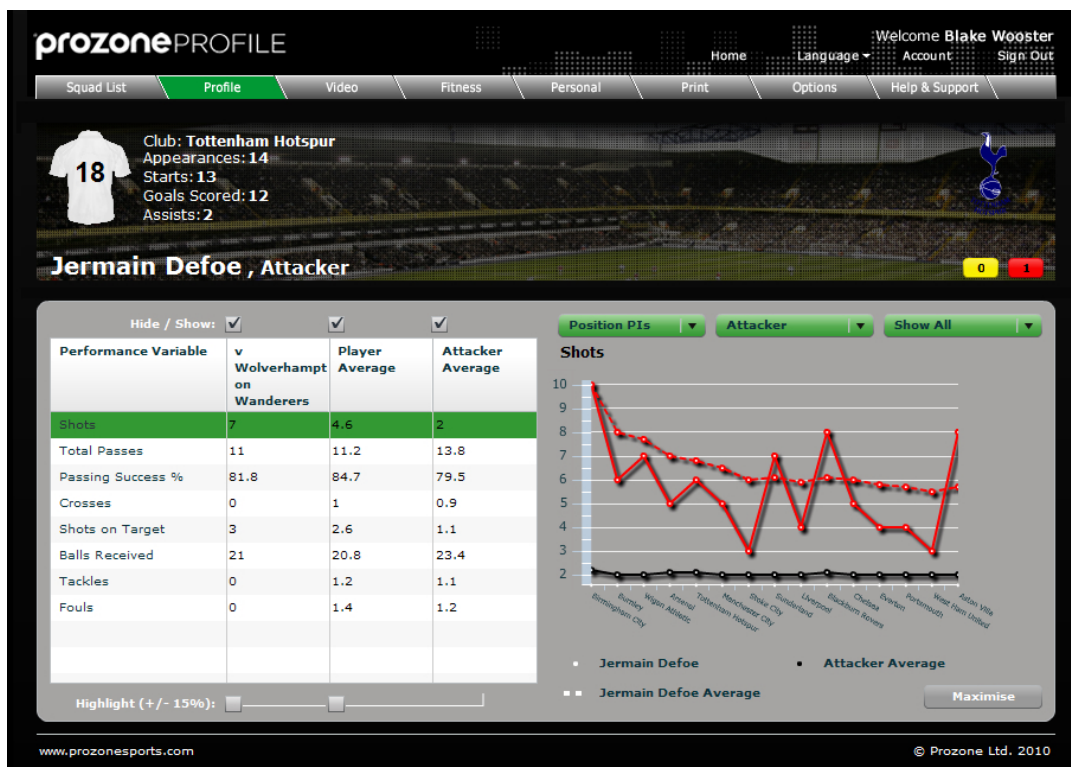 prozonePROFILE
Welcome Blake Wooster
Home Language Account Sign Out
Squad List Profile Video Fitness Personal Print Options Help & Support
18
Club: Tottenham Hotspur
Appearances: 14
Starts: 13
Goals Scored: 12
Assists: 2
Jermain Defoe , Attacker
0 1
Hide / Show:
Position PIs Attacker Show All
Performance Variable
v Wolverhampt
on
Wanderers
Player
Average
Attacker
Average
Shots 7 4.6 2
Total Passes 11 11.2 13.8
Passing Success % 81.8 84.7 79.5
Crosses 0 1 0.9
Shots on Target 3 2.6 1.1
Balls Received 21 20.8 23.4
Tackles 0 1.2 1.1
Fouls 0 1.4 1.2
Highlight (+/- 15%):
Shots
10
9
8
7
6
5
4
3
2
Birmingham City
Burnley
Wigan Athletic
Arsenal
Tottenham Hotspur
Manchester City
Stoke City
Sunderland
Liverpool
Blackburn Rovers
Chelsea
Everton
Portsmouth
West Ham United
Aston Villa
Jermain Defoe
Attacker Average
Jermain Defoe Average
Maximise
www.prozonesports.com
© Prozone Ltd. 2010